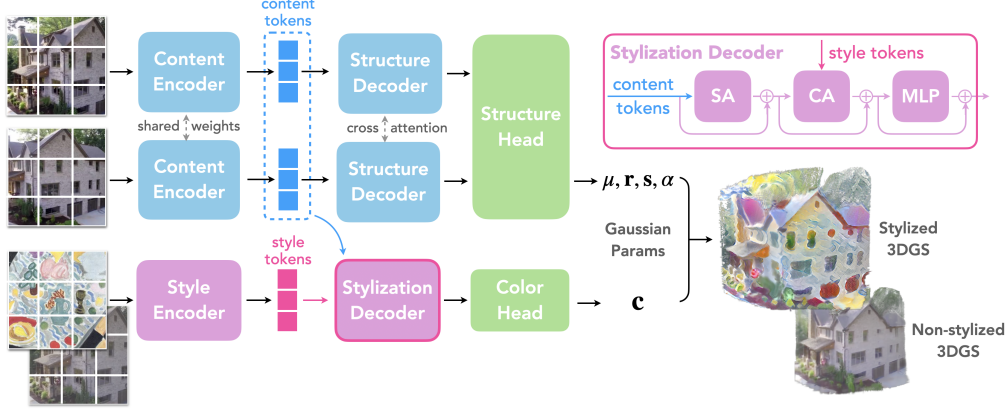 content
tokens
Content
Encoder
Structure
Decoder
shared weights
cross attention
Content
Encoder
Structure
Decoder
Structure
Head
Stylization Decoder
style tokens
content
tokens
SA
CA
MLP
μ, r, s, α
Gaussian
Params
c
Stylized
3DGS
Non-stylized
3DGS
style
tokens
Style
Encoder
Stylization
Decoder
Color
Head